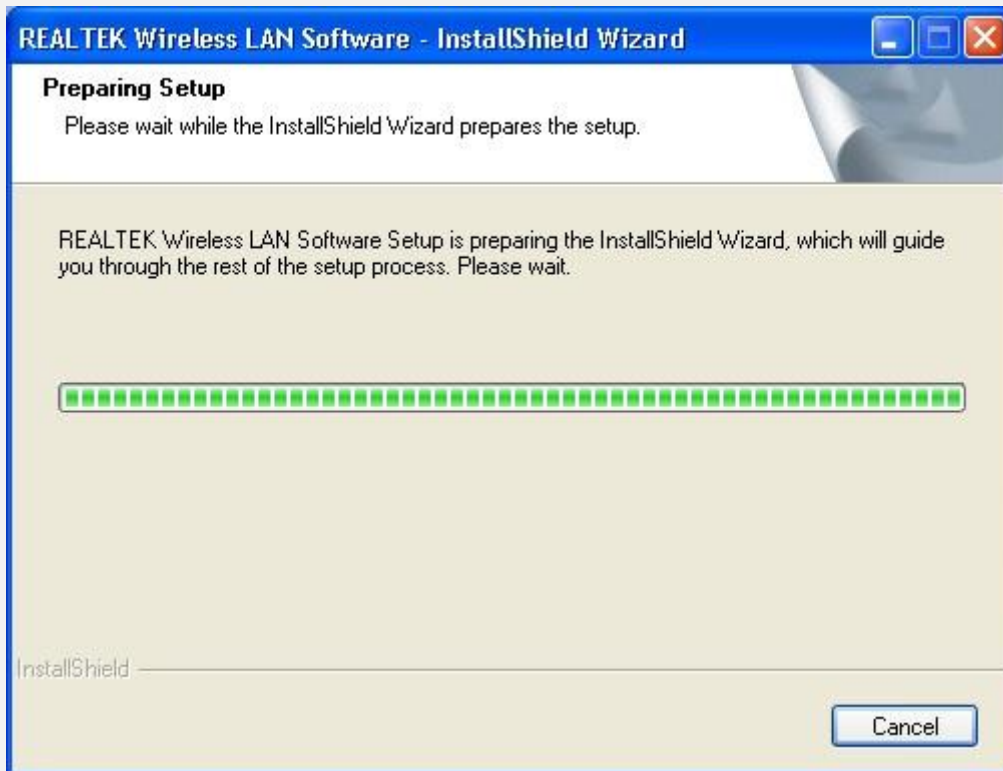 REALTEK Wireless LAN Software - InstallShield Wizard
Preparing Setup
Please wait while the InstallShield Wizard prepares the setup.
REALTEK Wireless LAN Software Setup is preparing the InstallShield Wizard, which will guide
you through the rest of the setup process. Please wait.
InstallShield
Cancel